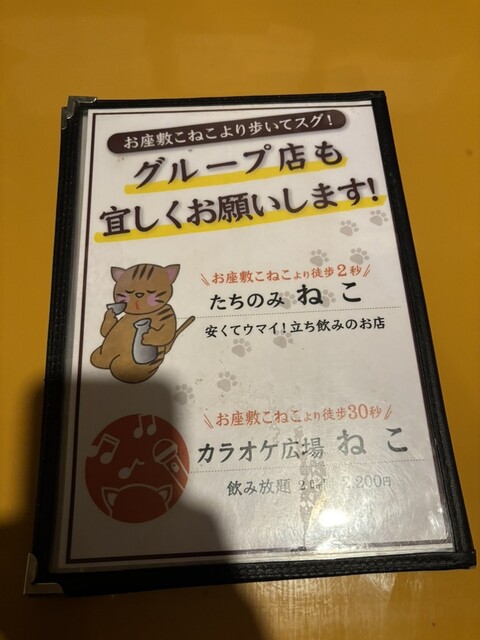 お座敷こねこより歩いてスグ!
グループ店も
宜しくお願いします!
お座敷こねこより徒歩2秒
たちのみ ねこ
安くてウマイ!立ち飲みのお店
お座敷こねこより徒歩30秒
カラオケ広場 ねこ
飲み放題 2,200円